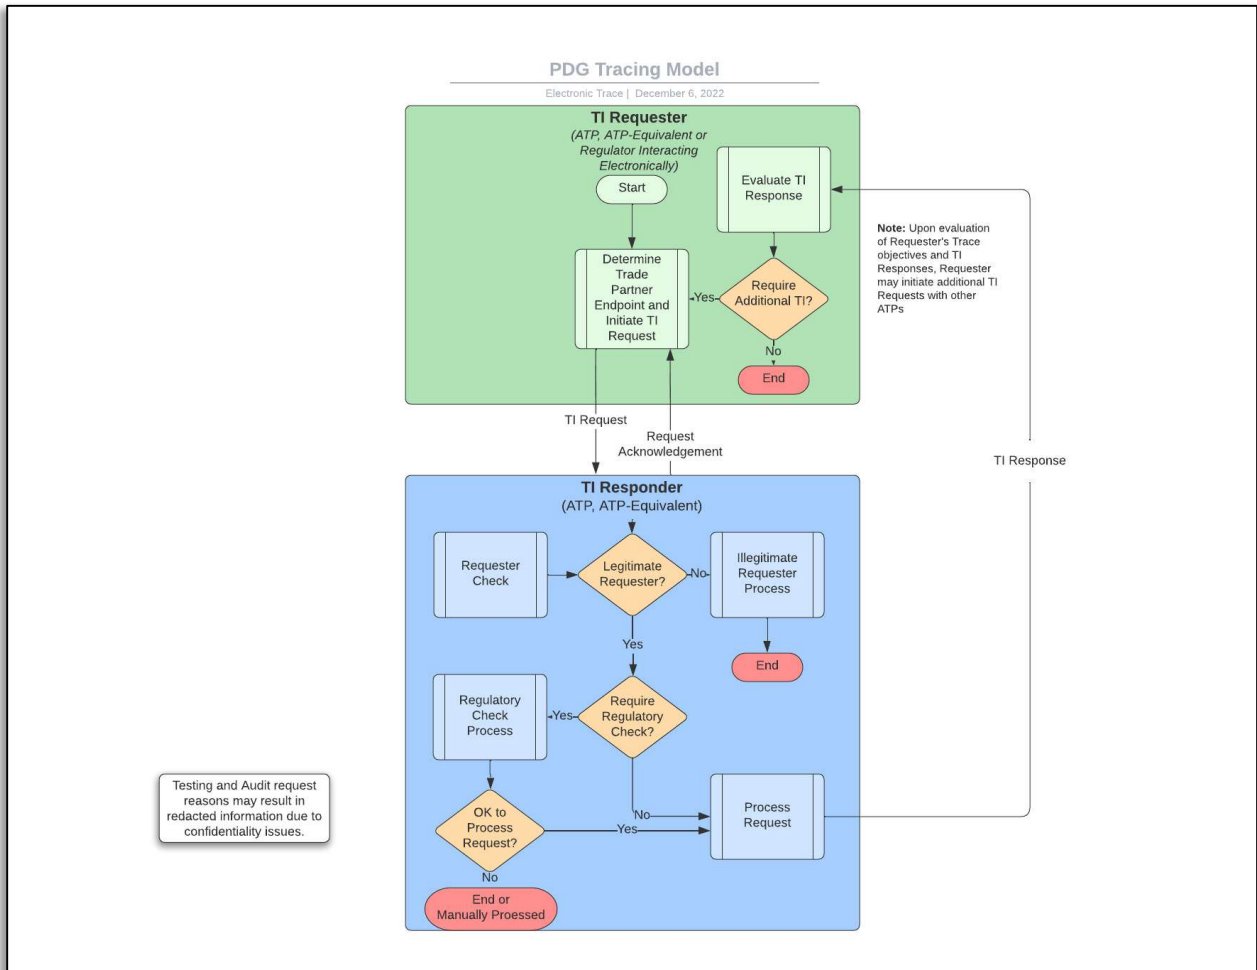 PDG Tracing Model
Electronic Trace | December 6, 2022
TI Requester
(ATP, ATP-Equivalent or
Regulator Interacting
Electronically)
Start
Evaluate TI
Response
Determine
Trade
Partner
Endpoint and
Initiate TI
Request
Yes
Require
Additional TI?
No
End
Note: Upon evaluation
of Requester's Trace
objectives and TI
Responses, Requester
may initiate additional TI
Requests with other
ATPs
TI Request
Request
Acknowledgement
TI Response
TI Responder
(ATP, ATP-Equivalent)
Requester
Check
Legitimate
Requester?
No
Illegitimate
Requester
Process
Yes
End
Regulatory
Check
Process
Yes
Require
Regulatory
Check?
No
Process
Request
OK to
Process
Request?
Yes
No
End or
Manually Proessed
Testing and Audit request
reasons may result in
redacted information due to
confidentiality issues.